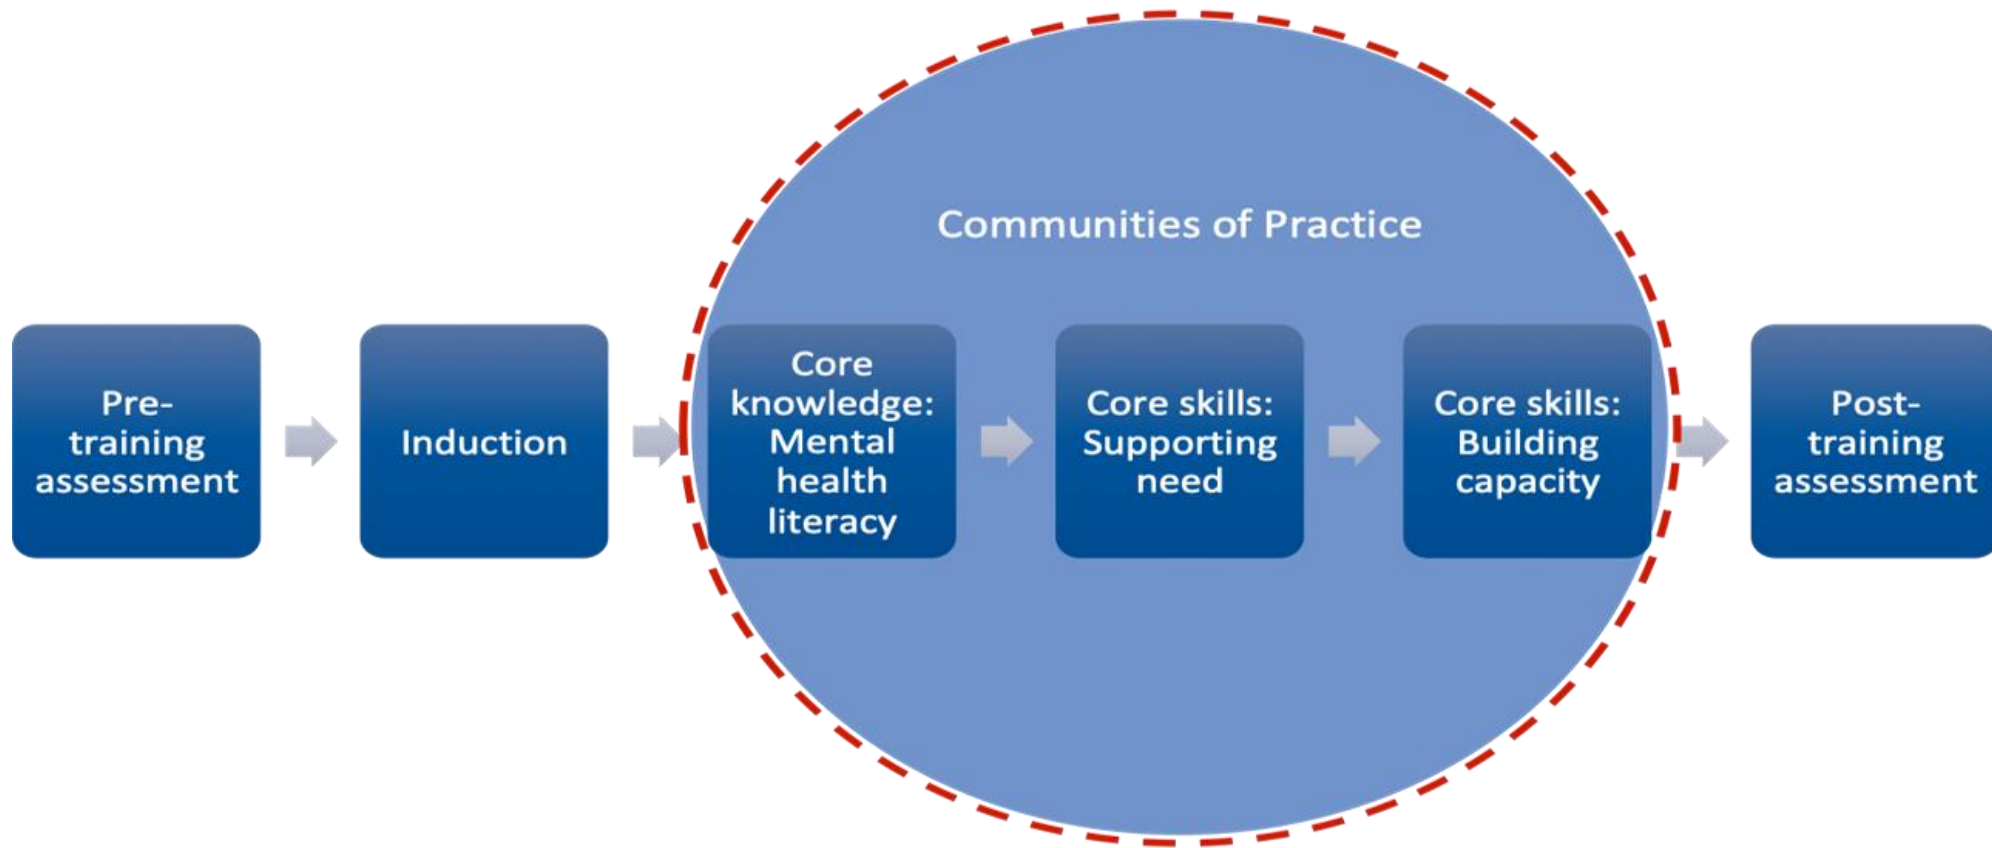 Communities of Practice
Pre-
training
assessment
Induction
Core
knowledge:
Mental
health
literacy
Core skills:
Supporting
need
Core skills:
Building
capacity
Post-
training
assessment